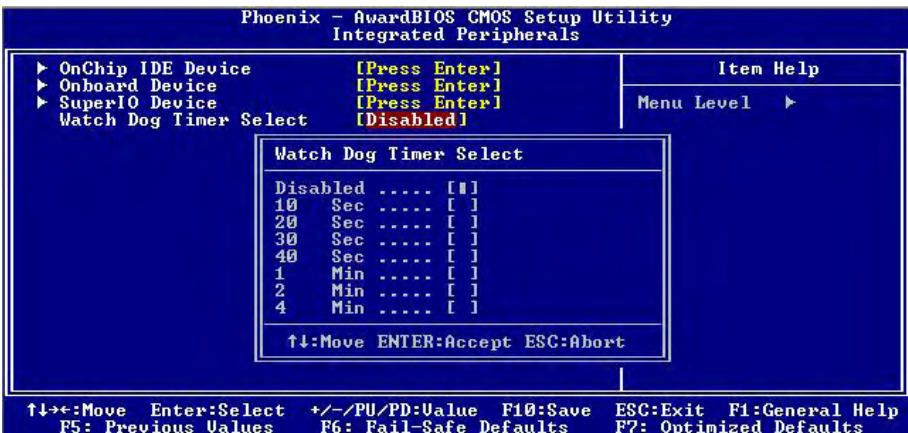 Phoenix - AwardBIOS CMOS Setup Utility
Integrated Peripherals
► OnChip IDE Device [Press Enter]
► Onboard Device [Press Enter]
► SuperIO Device [Press Enter]
Watch Dog Timer Select [Disabled]
Item Help
Menu Level ►
Watch Dog Timer Select
Disabled ..... [■]
10 Sec ..... [ ]
20 Sec ..... [ ]
30 Sec ..... [ ]
40 Sec ..... [ ]
1 Min ..... [ ]
2 Min ..... [ ]
4 Min ..... [ ]
↑↓:Move ENTER:Accept ESC:Abort
↑↓→←:Move Enter:Select +/-/PU/PD:Value F10:Save ESC:Exit F1:General Help
F5: Previous Values F6: Fail-Safe Defaults F7: Optimized Defaults